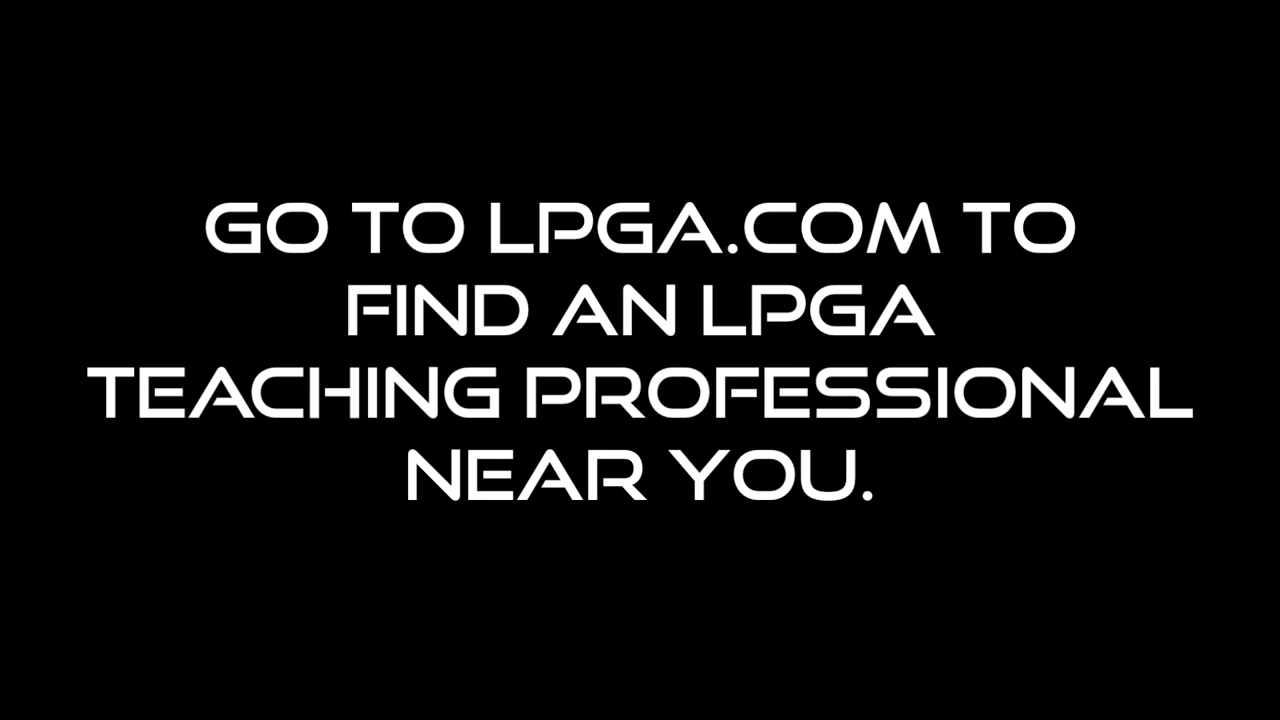 GO TO LPGA.COM TO
FIND AN LPGA
TEACHING PROFESSIONAL
NEAR YOU.